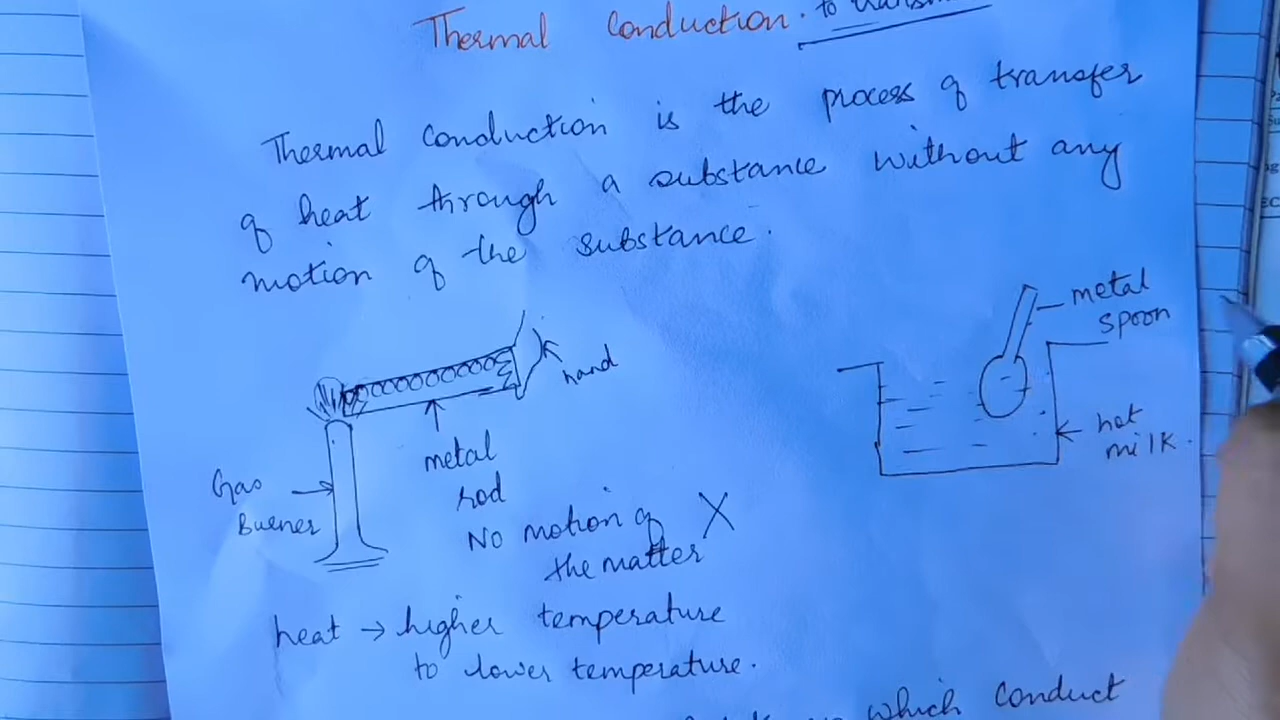 Thermal Conduction. to
Thermal Conduction is the process of transfer
of heat through a substance without any
motion of the substance.
metal
spoon
hand
metal
rod
hot
milk.
Gas
Burner
No motion of X
the matter
heat → higher temperature
to lower temperature.
which conduct